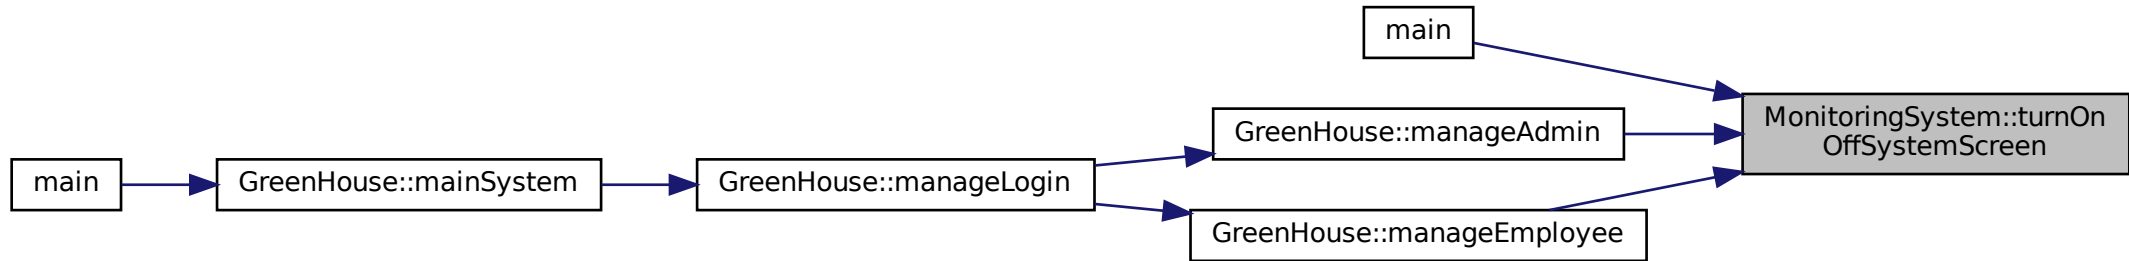 main
MonitoringSystem::turnOn
OffSystemScreen
GreenHouse::manageAdmin
main
GreenHouse::mainSystem
GreenHouse::manageLogin
GreenHouse::manageEmployee